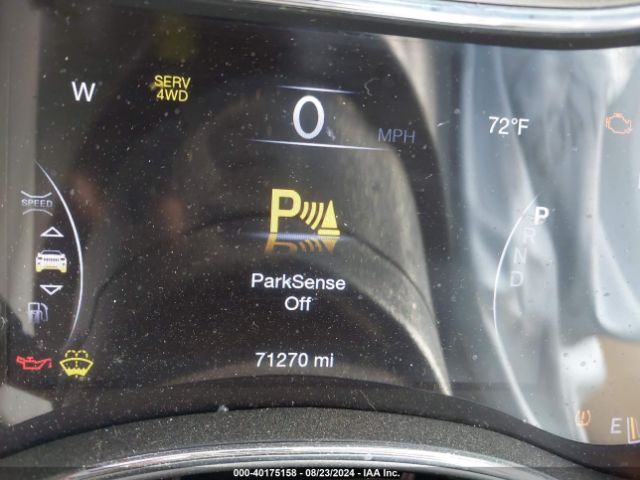 W
SERV
4WD
0
MPH
72°F
SPEED
P
R
N
D
P
ParkSense
Off
71270 mi
E
000-40175158 - 08/23/2024 - IAA Inc.